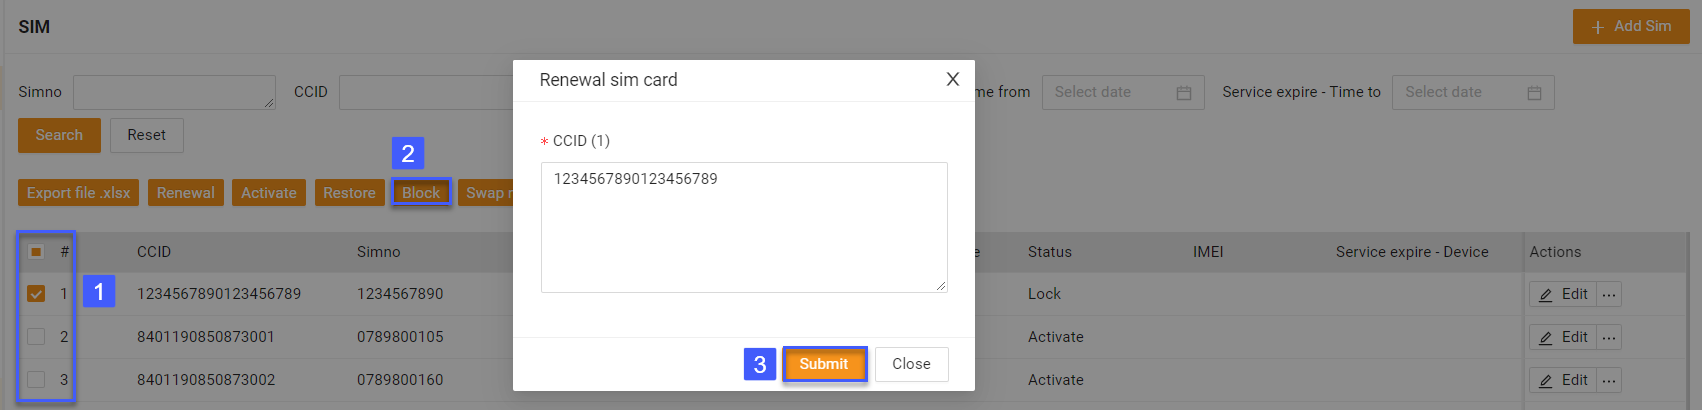 SIM
+ Add Sim
Simno
CCID
me from
Select date
Service expire - Time to
Select date
Search
Reset
2
Export file .xlsx
Renewal
Activate
Restore
Block
Swap
Renewal sim card
X
* CCID (1)
1234567890123456789
3
Submit
Close
#
CCID
Simno
Status
IMEI
Service expire - Device
Actions
1
1
1234567890123456789
1234567890
Lock
Edit
...
2
8401190850873001
0789800105
Activate
Edit
...
3
8401190850873002
0789800160
Activate
Edit
...